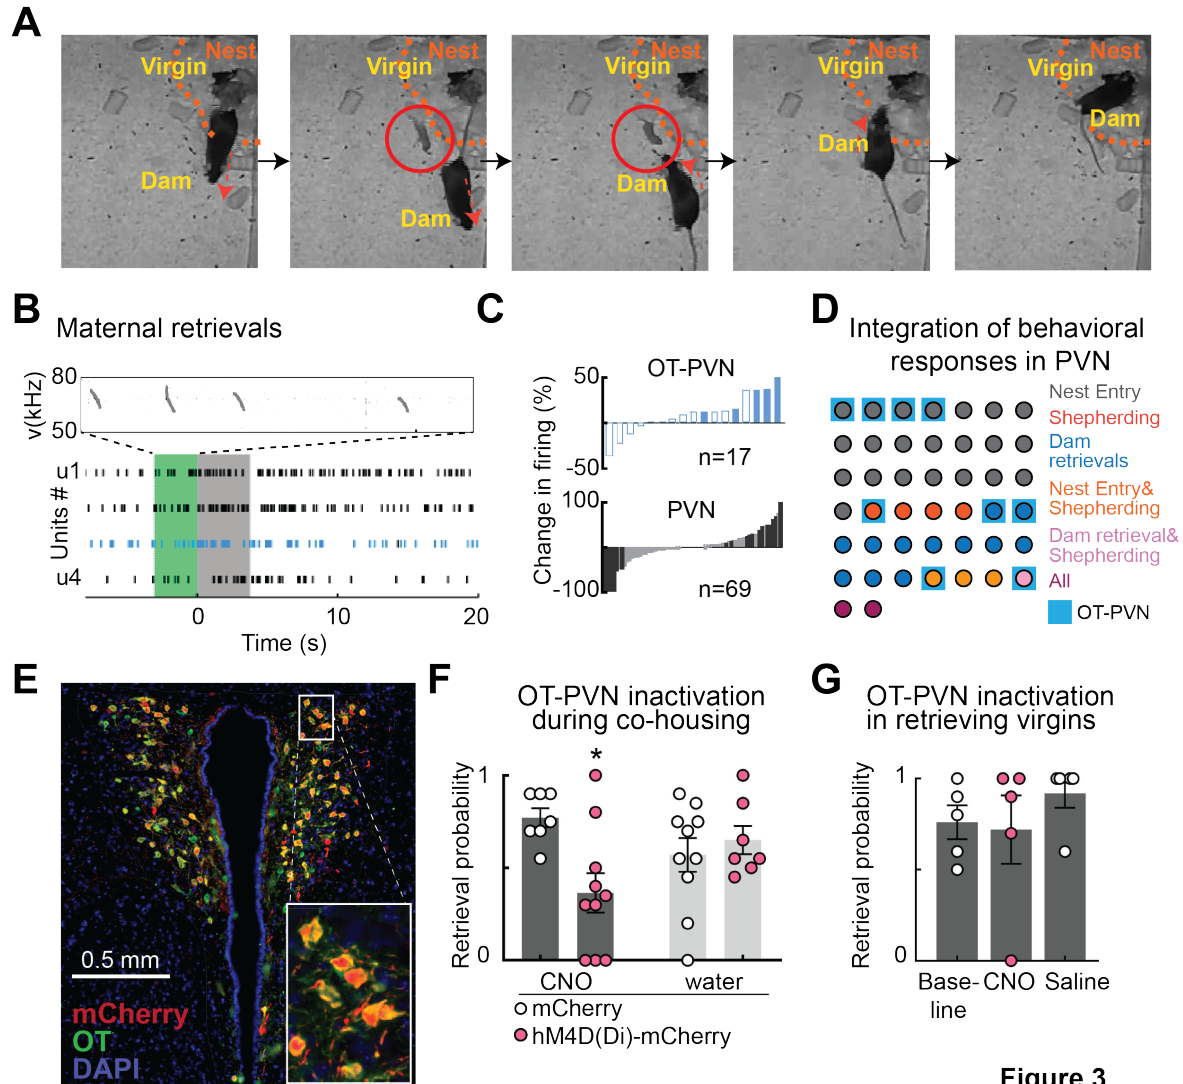 A
Nest
Virgin
Dam
Nest
Virgin
Dam
Nest
Virgin
Dam
Nest
Virgin
Dam
Nest
Virgin
Dam
B
Maternal retrievals
v(kHz)
80
50
Units #
u1
u4
0
10
20
Time (s)
C
Change in firing (%)
50
-50
OT-PVN
n=17
100
-100
PVN
n=69
D
Integration of behavioral
responses in PVN
Nest Entry
Shepherding
Dam
retrievals
Nest Entry&
Shepherding
Dam retrieval&
Shepherding
All
OT-PVN
E
0.5 mm
mCherry
OT
DAPI
F
OT-PVN inactivation
during co-housing
Retrieval probability
1
0
*
CNO
water
mCherry
hM4D(Di)-mCherry
G
OT-PVN inactivation
in retrieving virgins
Retrieval probability
1
0
Base-
line
CNO
Saline
Figure 3